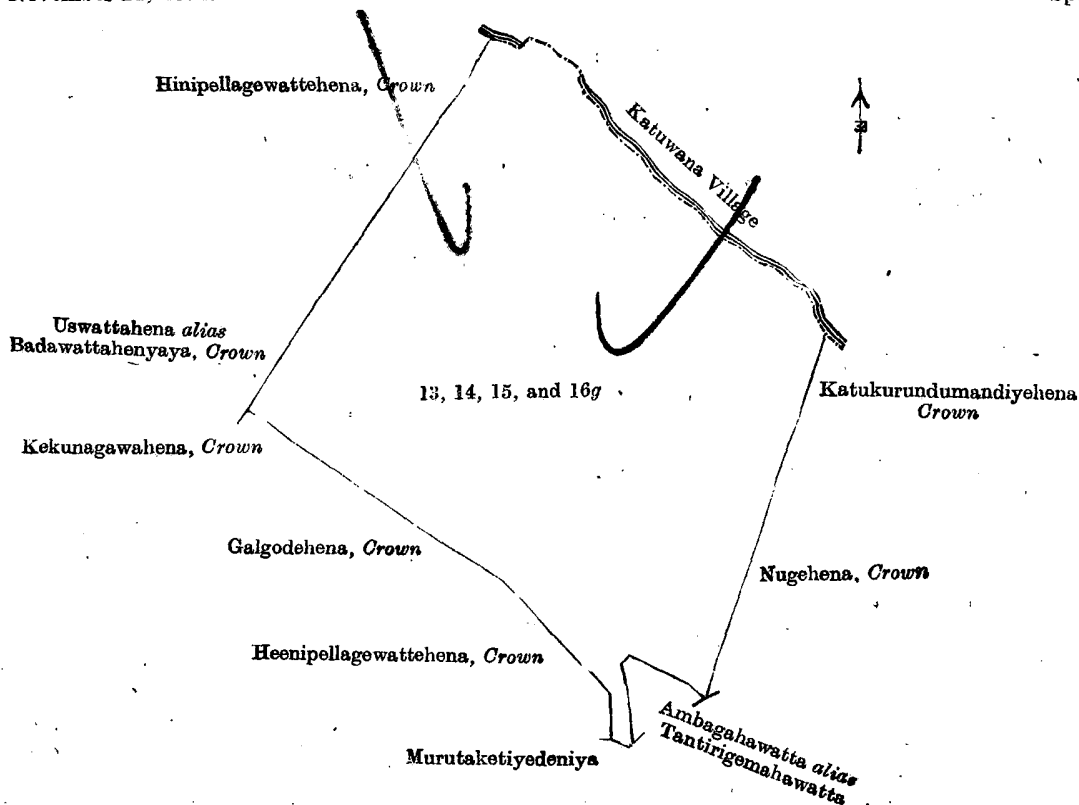 Hinipellagewattehena, Crown
Katuwana Village
Uswattahena alias
Badawattahenyaya, Crown
13, 14, 15, and 16g
Katukurundumandiyehena
Crown
Kekunagawahena, Crown
Galgodehena, Crown
Nugehena, Crown
Heenipellagewattehena, Crown
Ambagahawatta alias
Tantirigemahawatta
Murutaketiyedeniya